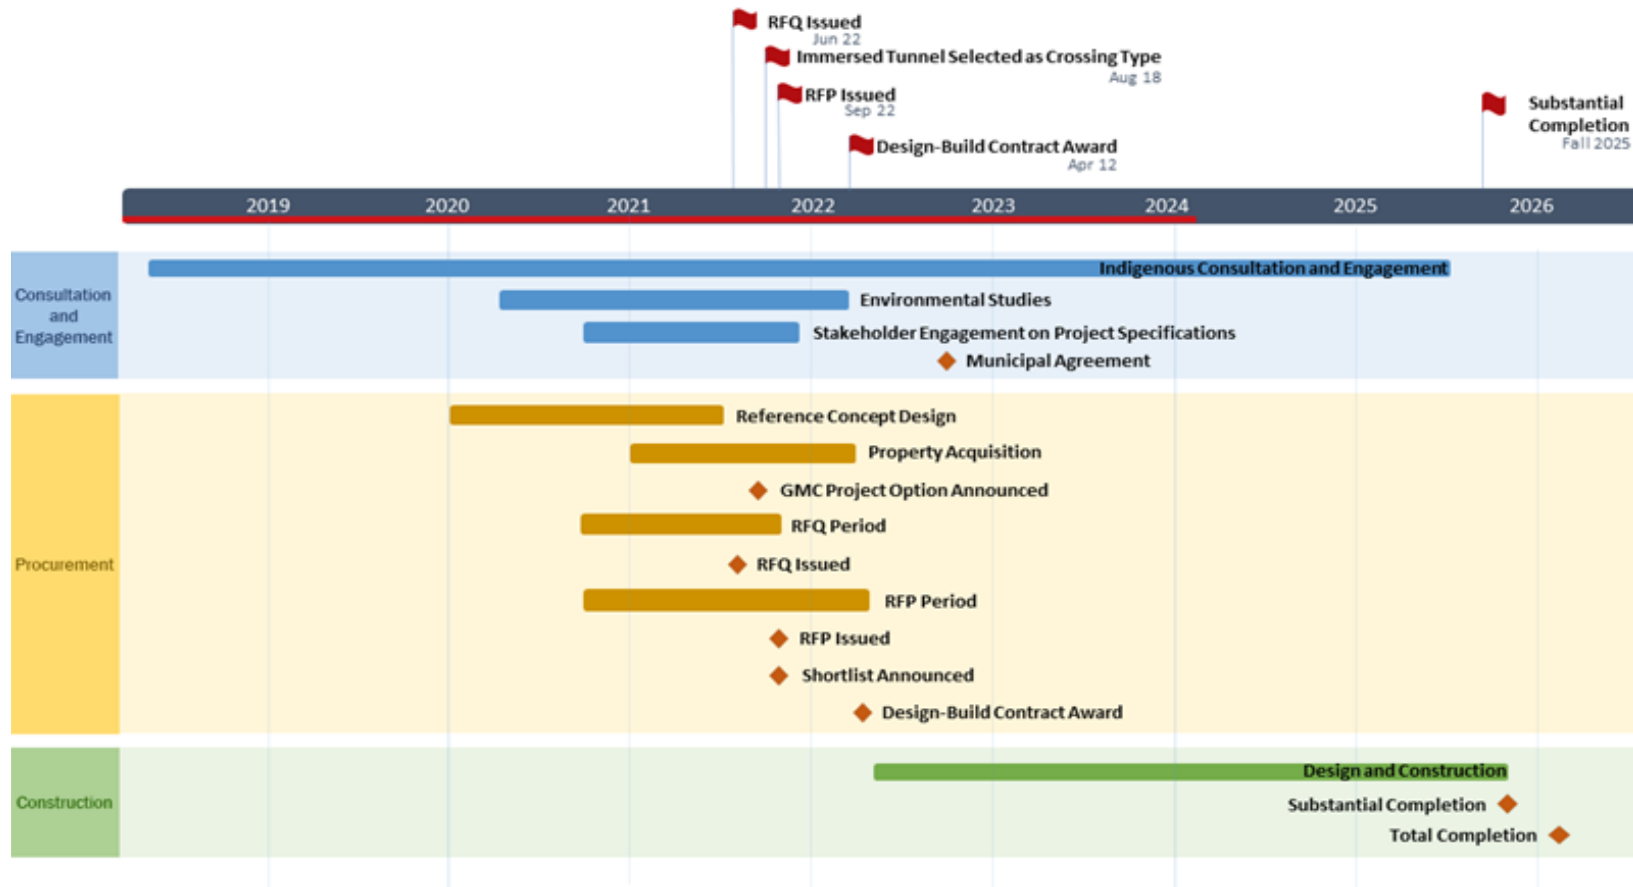 RFQ Issued
Jun 22
Immersed Tunnel Selected as Crossing Type
Aug 18
RFP Issued
Sep 22
Design-Build Contract Award
Apr 12
Substantial
Completion
Fall 2025
2019 2020 2021 2022 2023 2024 2025 2026
Consultation
and
Engagement
Indigenous Consultation and Engagement
Environmental Studies
Stakeholder Engagement on Project Specifications
Municipal Agreement
Procurement
Reference Concept Design
Property Acquisition
GMC Project Option Announced
RFQ Period
RFQ Issued
RFP Period
RFP Issued
Shortlist Announced
Design-Build Contract Award
Construction
Design and Construction
Substantial Completion
Total Completion